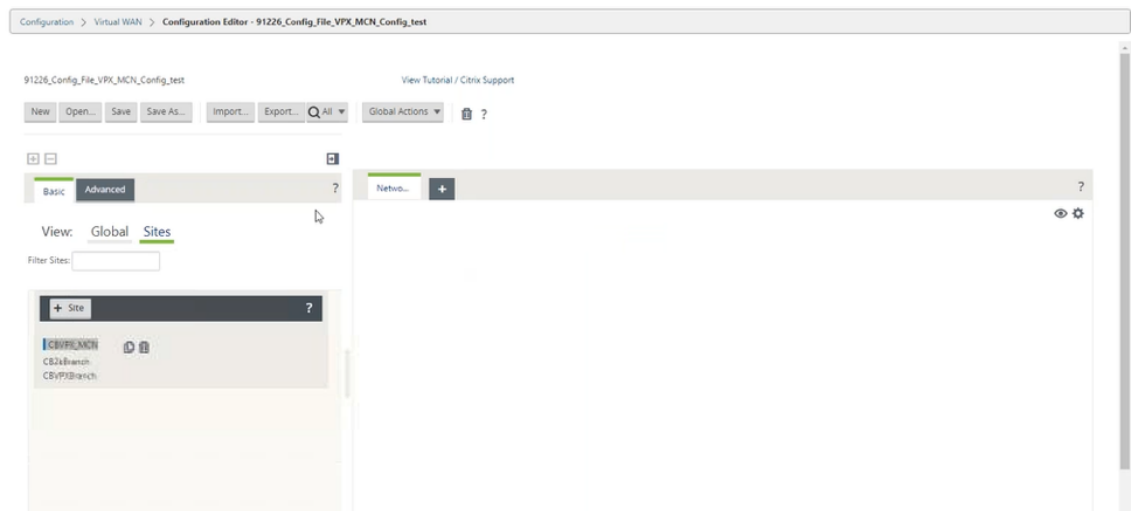 Configuration > Virtual WAN > Configuration Editor - 91226_Config_File_VPX_MCN_Config_test
91226_Config_File_VPX_MCN_Config_test
View Tutorial / Citrix Support
New Open... Save Save As... Import... Export... All Global Actions ?
Basic Advanced ?
Netwo... + ?
View: Global Sites
Filter Sites:
+ Site ?
CB2kBranch
CBVPXBranch